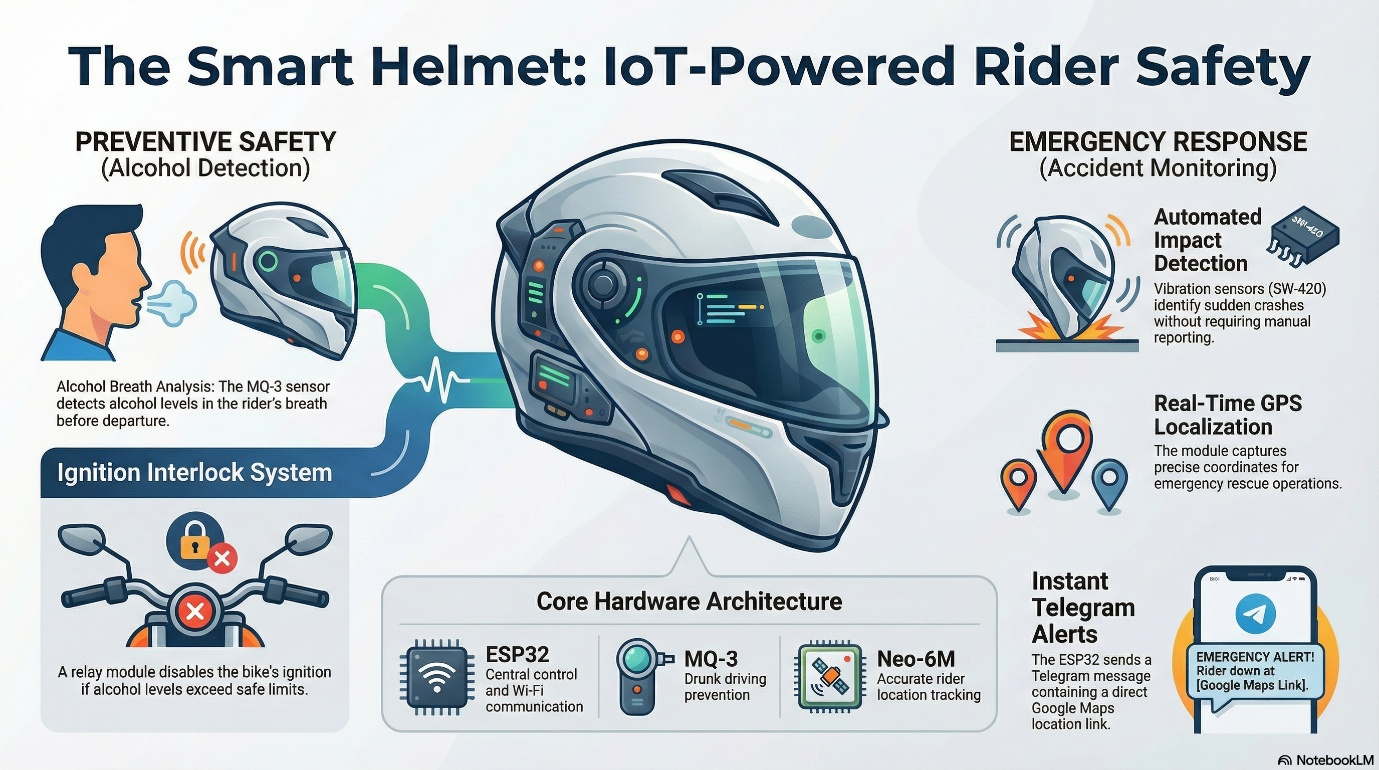 The Smart Helmet: IoT-Powered Rider Safety
PREVENTIVE SAFETY
(Alcohol Detection)
Alcohol Breath Analysis: The MQ-3 sensor
detects alcohol levels in the rider's breath
before departure.
Ignition Interlock System
A relay module disables the bike's ignition
if alcohol levels exceed safe limits.
Core Hardware Architecture
ESP32
Central control
and Wi-Fi
communication
MQ-3
Drunk driving
prevention
Neo-6M
Accurate rider
location tracking
EMERGENCY RESPONSE
(Accident Monitoring)
Automated
Impact
Detection
Vibration sensors (SW-420)
identify sudden crashes
without requiring manual
reporting.
Real-Time GPS
Localization
The module captures
precise coordinates for
emergency rescue operations.
Instant
Telegram
Alerts
The ESP32 sends a
Telegram message
containing a direct
Google Maps
location link.
EMERGENCY ALERT!
Rider down at
[Google Maps Link].
NotebookLM